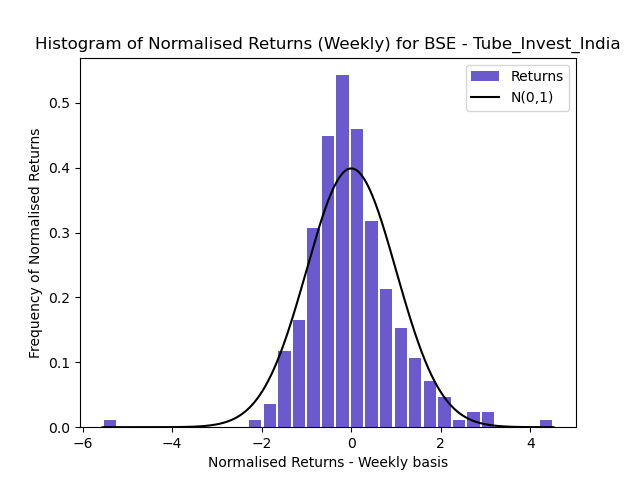 Histogram of Normalised Returns (Weekly) for BSE - Tube_Invest_India
Returns
N(0,1)
Frequency of Normalised Returns
0.5
0.4
0.3
0.2
0.1
0.0
−6 −4 −2 0 2 4
Normalised Returns - Weekly basis